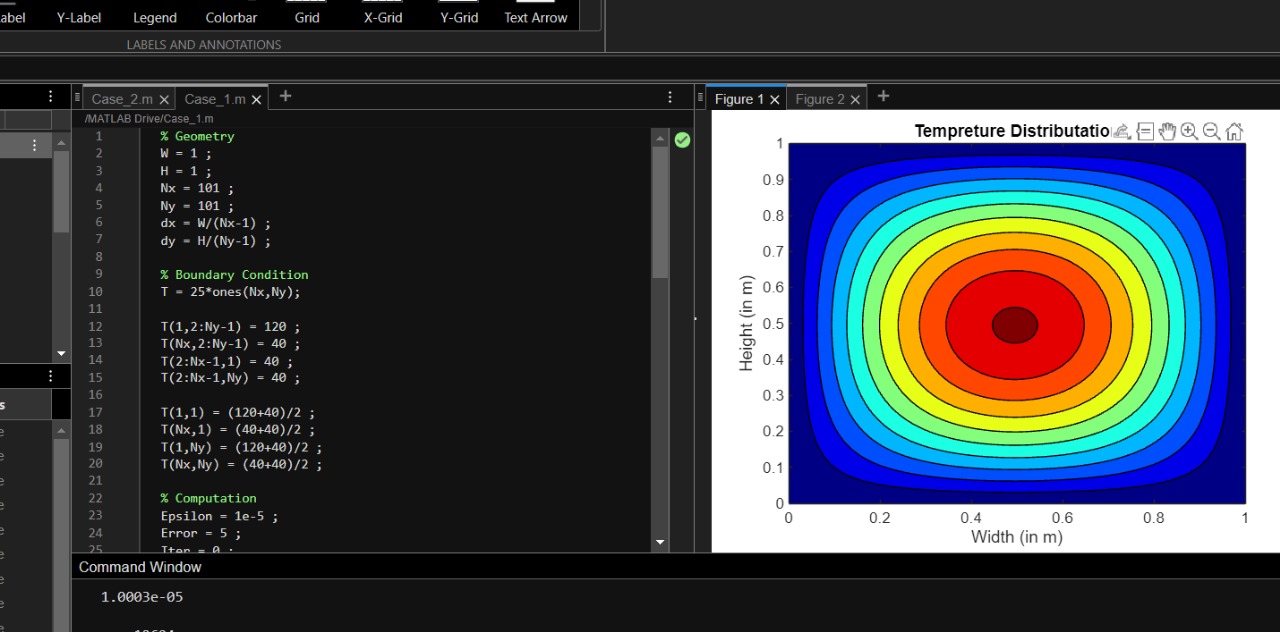 abel Y-Label Legend Colorbar Grid X-Grid Y-Grid Text Arrow
LABELS AND ANNOTATIONS
Case_2.m Case_1.m
/MATLAB Drive/Case_1.m
1 % Geometry
2 W = 1 ;
3 H = 1 ;
4 Nx = 101 ;
5 Ny = 101 ;
6 dx = W/(Nx-1) ;
7 dy = H/(Ny-1) ;
8
9 % Boundary Condition
10 T = 25*ones(Nx,Ny);
11
12 T(1,2:Ny-1) = 120 ;
13 T(Nx,2:Ny-1) = 40 ;
14 T(2:Nx-1,1) = 40 ;
15 T(2:Nx-1,Ny) = 40 ;
16
17 T(1,1) = (120+40)/2 ;
18 T(Nx,1) = (40+40)/2 ;
19 T(1,Ny) = (120+40)/2 ;
20 T(Nx,Ny) = (40+40)/2 ;
21
22 % Computation
23 Epsilon = 1e-5 ;
24 Error = 5 ;
25 Iter = 0 ;
Figure 1 Figure 2
Tempreture Distributatio
1
0.9
0.8
0.7
0.6
0.5
0.4
0.3
0.2
0.1
0
Height (in m)
0 0.2 0.4 0.6 0.8 1
Width (in m)
Command Window
1.0003e-05